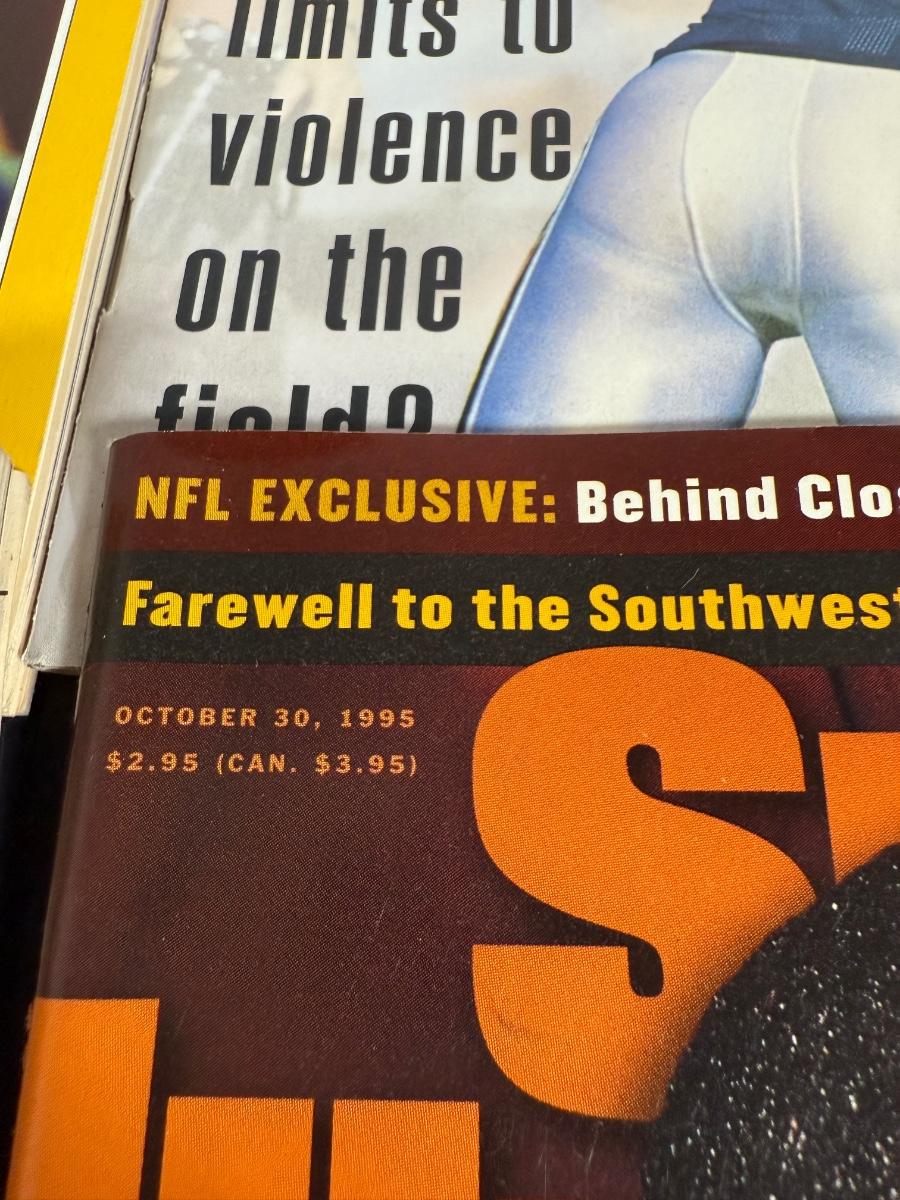 limits to
violence
on the
field?
NFL EXCLUSIVE: Behind Clos
Farewell to the Southwest
OCTOBER 30, 1995
$2.95 (CAN. $3.95)
S